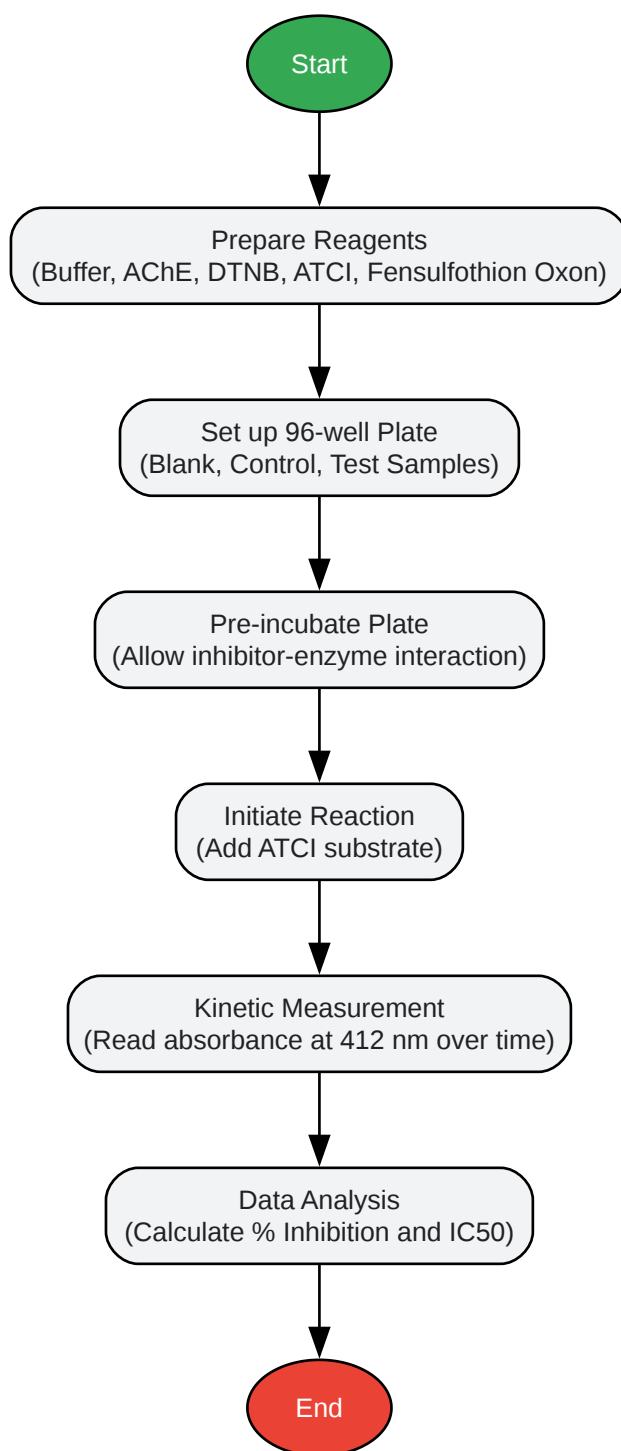 Start
Prepare Reagents
(Buffer, AChE, DTNB, ATCI, Fensulfothion Oxon)
Set up 96-well Plate
(Blank, Control, Test Samples)
Pre-incubate Plate
(Allow inhibitor-enzyme interaction)
Initiate Reaction
(Add ATCI substrate)
Kinetic Measurement
(Read absorbance at 412 nm over time)
Data Analysis
(Calculate % Inhibition and IC50)
End